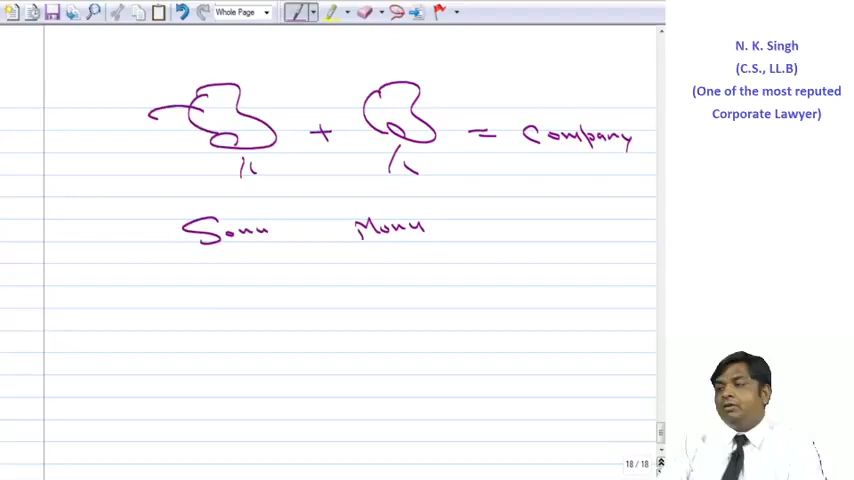 Whole Page
N. K. Singh
(C.S., LL.B)
(One of the most reputed
Corporate Lawyer)
+ = Company
Sonu Monu
18 / 18